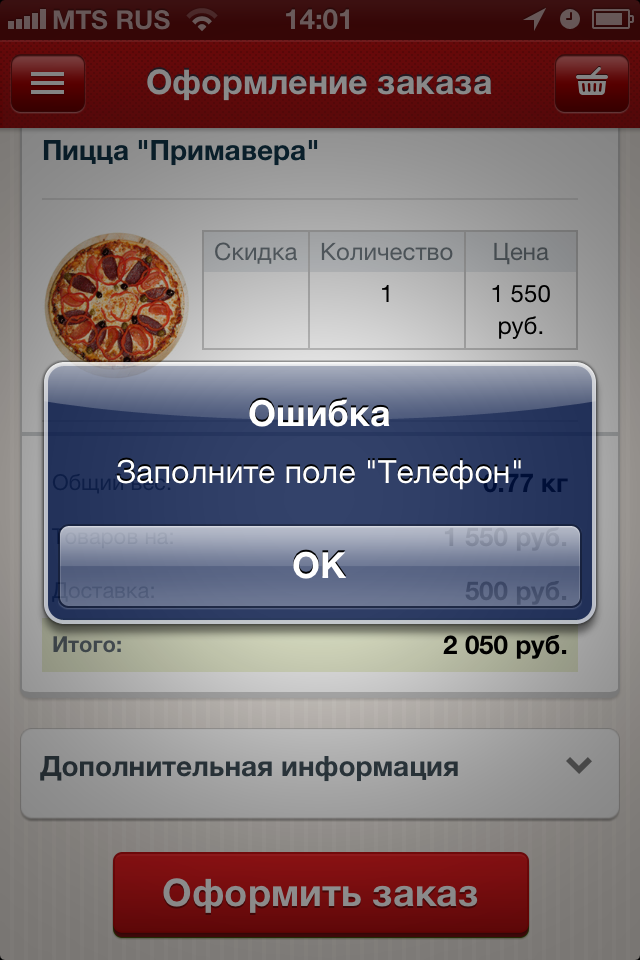 MTS RUS 14:01
Оформление заказа
Пицца "Примавера"
Скидка Количество Цена
1 1 550
руб.
Ошибка
Заполните поле "Телефон"
Общий вес: 0.77 кг
Товаров на: 1 550 руб.
OK
Доставка: 500 руб.
Итого: 2 050 руб.
Дополнительная информация
Оформить заказ